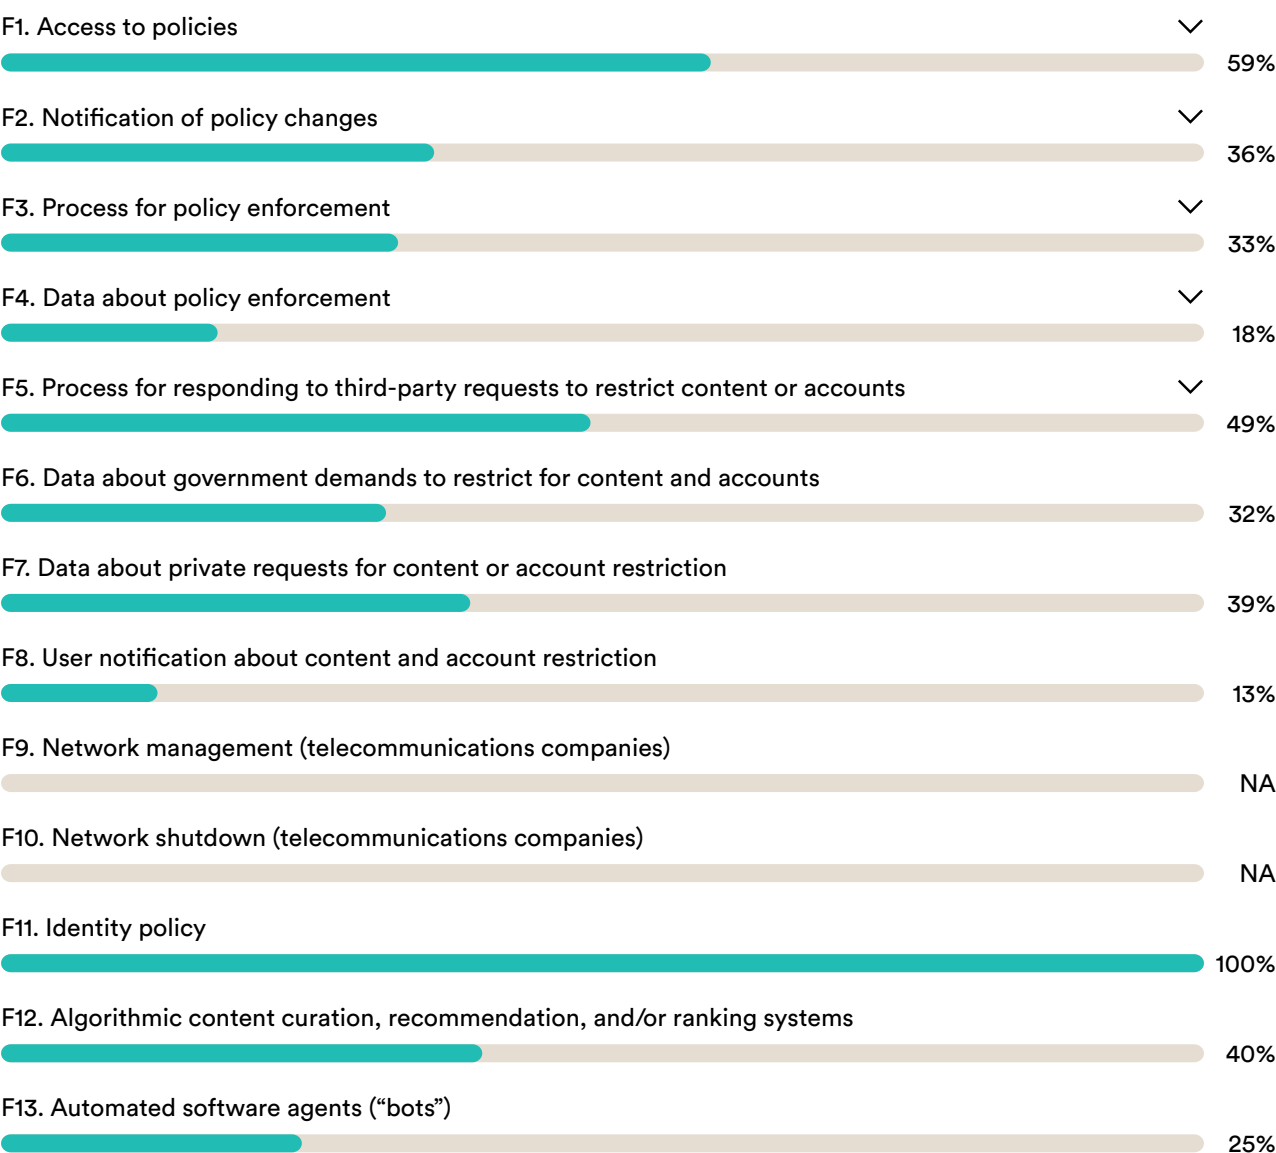 F1. Access to policies
59%
F2. Notification of policy changes
36%
F3. Process for policy enforcement
33%
F4. Data about policy enforcement
18%
F5. Process for responding to third-party requests to restrict content or accounts
49%
F6. Data about government demands to restrict for content and accounts
32%
F7. Data about private requests for content or account restriction
39%
F8. User notification about content and account restriction
13%
F9. Network management (telecommunications companies)
NA
F10. Network shutdown (telecommunications companies)
NA
F11. Identity policy
100%
F12. Algorithmic content curation, recommendation, and/or ranking systems
40%
F13. Automated software agents (“bots”)
25%